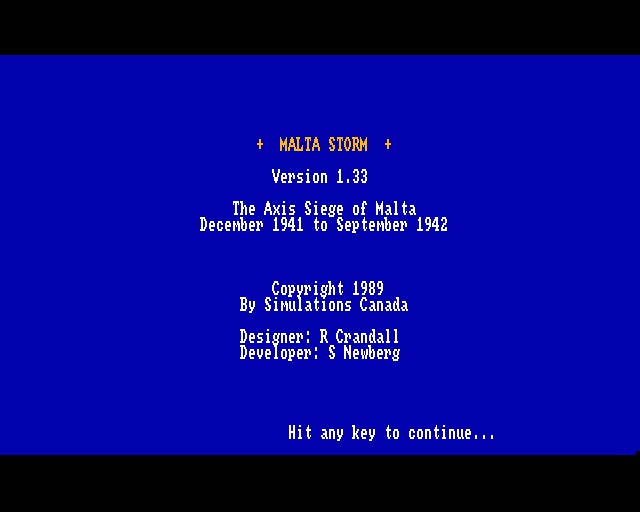 + MALTA STORM +
Version 1.33
The Axis Siege of Malta
December 1941 to September 1942
Copyright 1989
By Simulations Canada
Designer: R Crandall
Developer: S Newberg
Hit any key to continue...